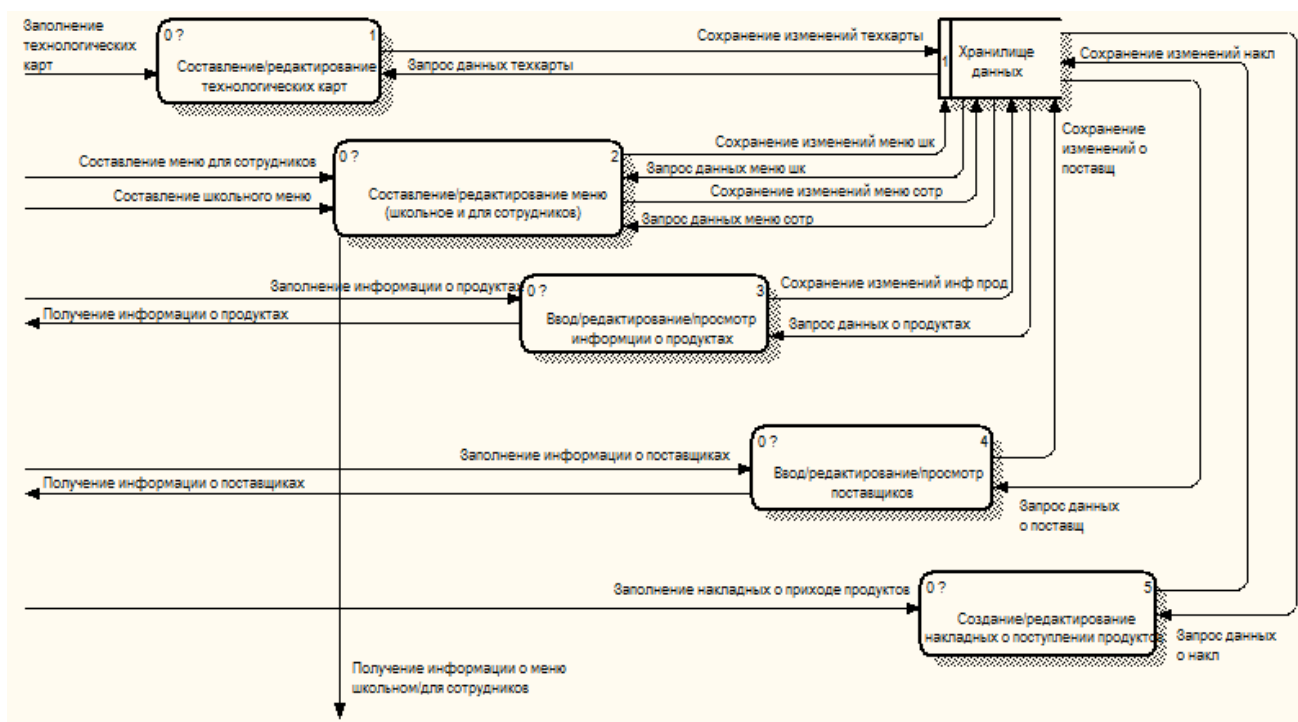 Заполнение
технологических
карт
0 ?
1
Составление/редактирование
технологических карт
Сохранение изменений техкарты
Запрос данных техкарты
1
Хранилище
данных
Сохранение изменений накл
Сохранение
изменений о
поставщ
Составление меню для сотрудников
Составление школьного меню
0 ?
2
Составление/редактирование меню
(школьное и для сотрудников)
Сохранение изменений меню шк
Запрос данных меню шк
Сохранение изменений меню сотр
Запрос данных меню сотр
Заполнение информации о продуктах
Получение информации о продуктах
0 ?
3
Ввод/редактирование/просмотр
информции о продуктах
Сохранение изменений инф прод
Запрос данных о продуктах
Заполнение информации о поставщиках
Получение информации о поставщиках
0 ?
4
Ввод/редактирование/просмотр
поставщиков
Запрос данных
о поставщ
Заполнение накладных о приходе продуктов
0 ?
5
Создание/редактирование
накладных о поступлении продуктов
Запрос данных
о накл
Получение информации о меню
школьном/для сотрудников